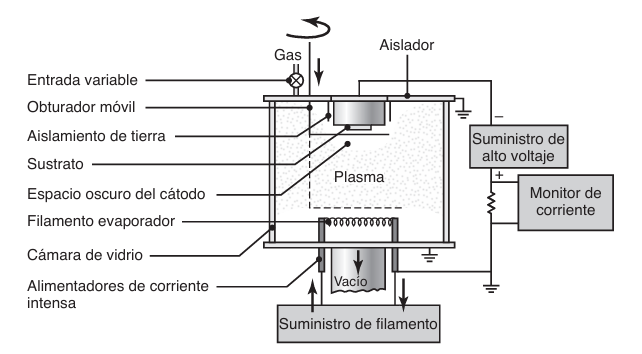 Gas
Aislador
Entrada variable
Obturador móvil
Aislamiento de tierra
Sustrato
Espacio oscuro del cátodo
Filamento evaporador
Cámara de vidrio
Alimentadores de corriente
intensa
Plasma
Vacío
Suministro de filamento
–
Suministro de
alto voltaje
+
Monitor de
corriente